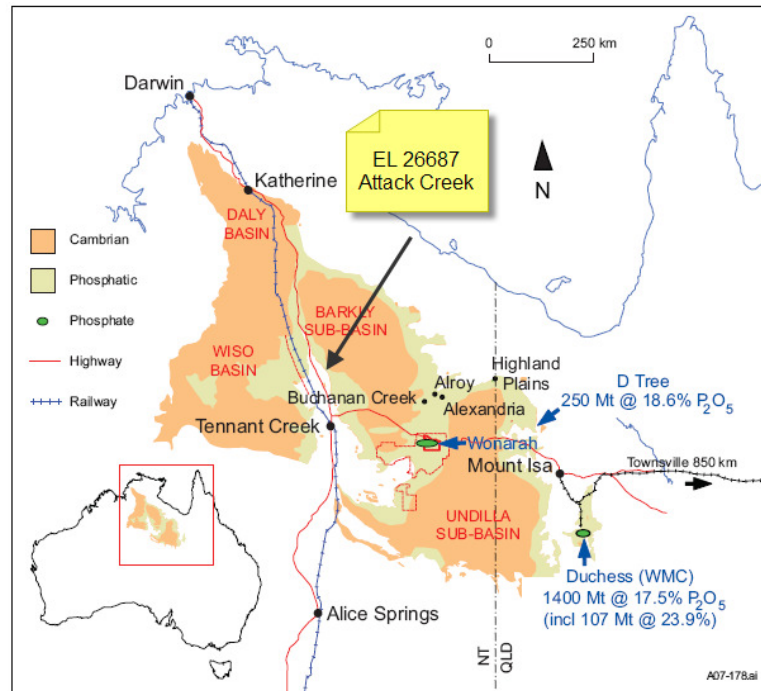 0
250 km
Darwin
EL 26687
Attack Creek
N
Katherine
DALY
BASIN
Cambrian
Phosphatic
Phosphate
Highway
Railway
BARKLY
SUB-BASIN
WISO
BASIN
Highland
Plains
Alroy
Buchanan Creek
Alexandria
D Tree
250 Mt @ 18.6% P2O5
Tennant Creek
Wonarah
Mount Isa
Townsville 850 km
UNDILLA
SUB-BASIN
Duchess (WMC)
1400 Mt @ 17.5% P2O5
(incl 107 Mt @ 23.9%)
Alice Springs
NT
QLD
A07-178.ai